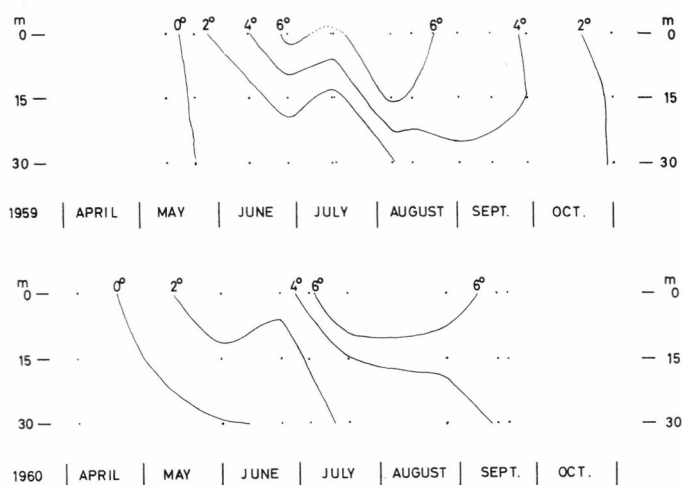 m 0° 2° 4° 6° 6° 4° 2° m
0 — — 0
15 — — 15
30 — — 30
1959 | APRIL | MAY | JUNE | JULY | AUGUST | SEPT. | OCT. |
m 0° 2° 4° 6° 6° m
0 — — 0
15 — — 15
30 — — 30
1960 | APRIL | MAY | JUNE | JULY | AUGUST | SEPT. | OCT. |